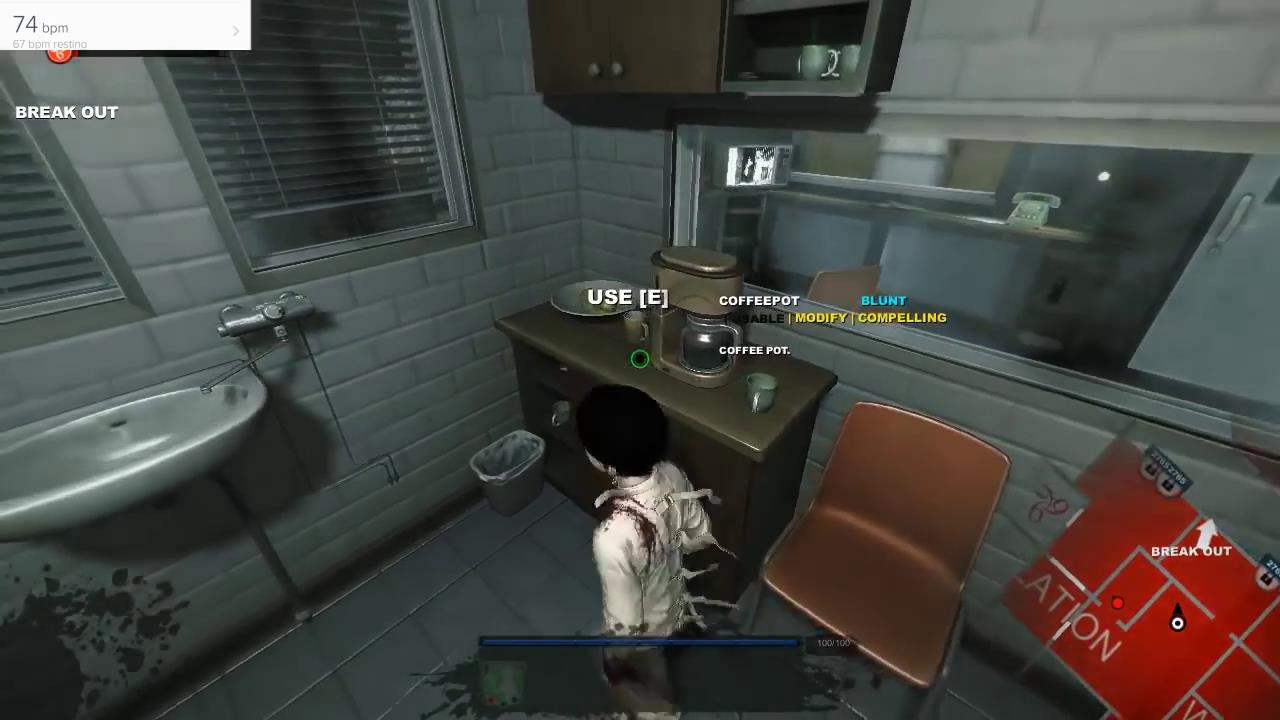 74 bpm
67 bpm resting
BREAK OUT
USE [E]
COFFEEPOT BLUNT
| MODIFY | COMPELLING
COFFEE POT.
BREAK OUT
100/100